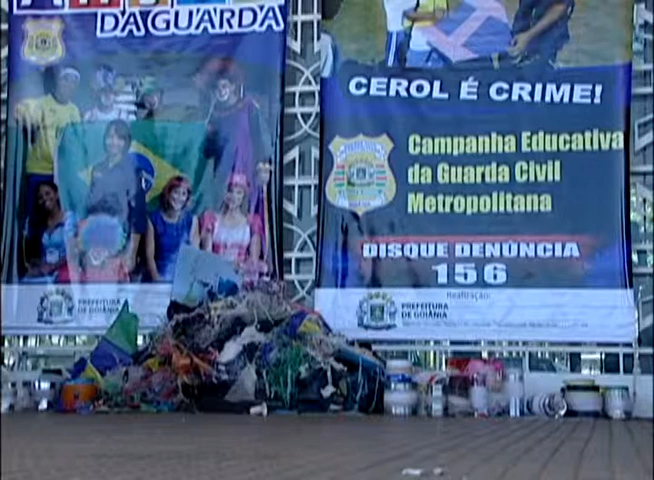 DA GUARDA
CEROL É CRIME!
Campanha Educativa
da Guarda Civil
Metropolitana
DISQUE DENÚNCIA
156
Realização:
PREFEITURA
DE GOIÂNIA
PREFEITURA
DE GOIÂNIA